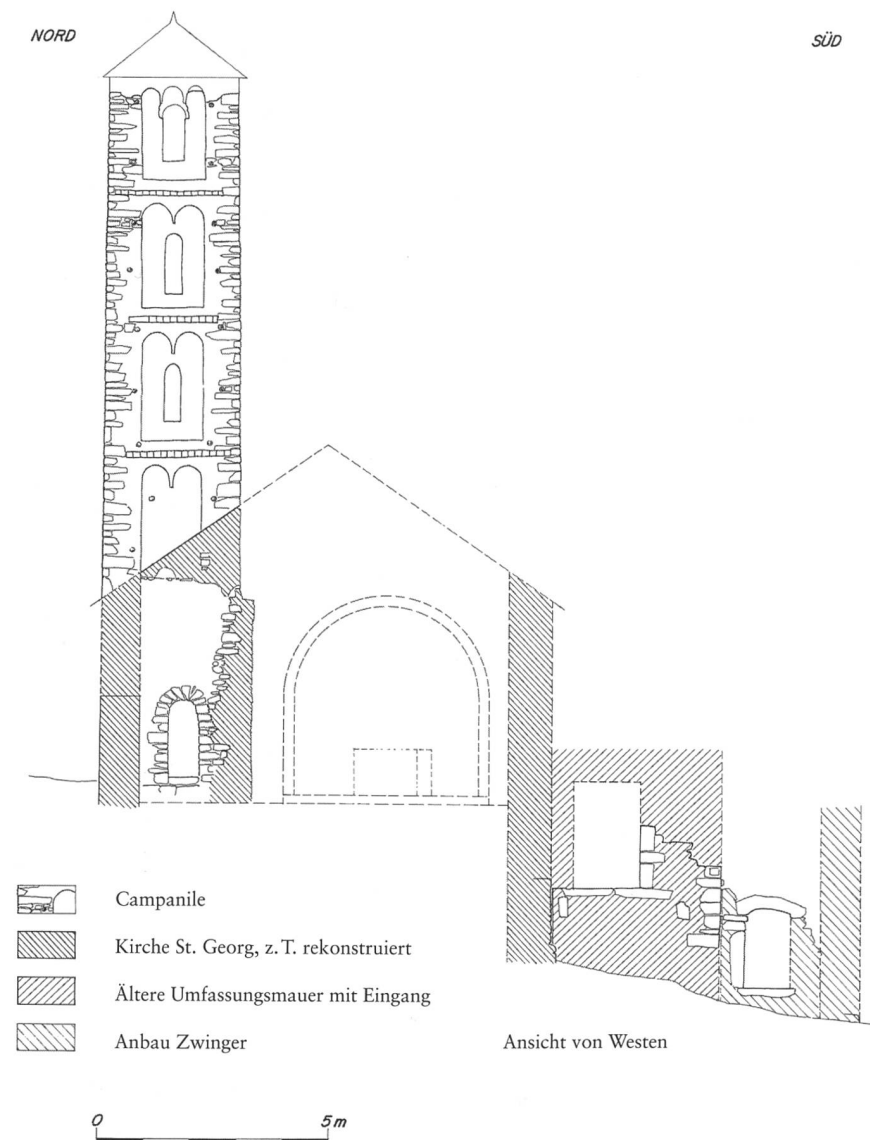 NORD
SÜD
Campanile
Kirche St. Georg, z. T. rekonstruiert
Ältere Umfassungsmauer mit Eingang
Anbau Zwinger
Ansicht von Westen
0 5 m